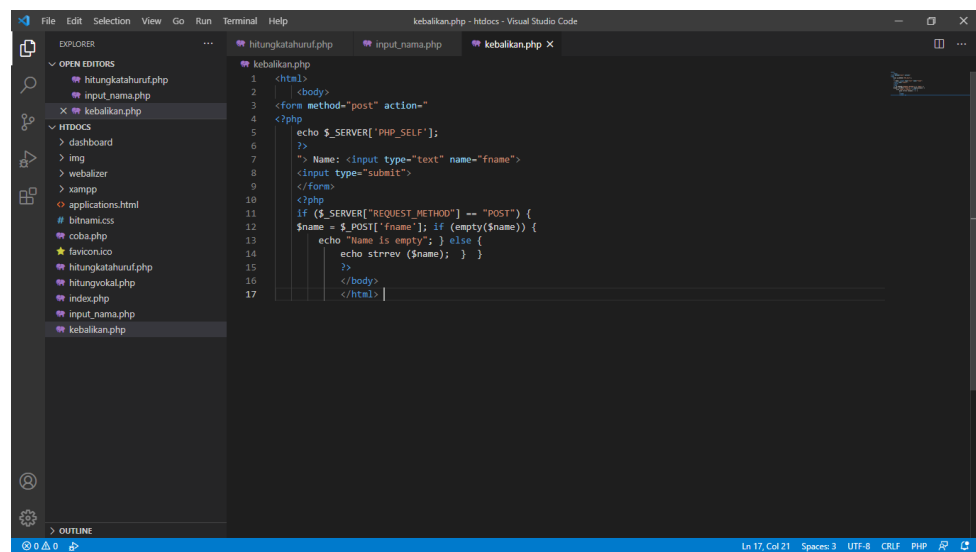 File Edit Selection View Go Run Terminal Help kebalikan.php - htdocs - Visual Studio Code
EXPLORER ...
OPEN EDITORS
hitungkatahuruf.php
input_nama.php
kebalikan.php
HTDOCS
dashboard
img
webalizer
xampp
applications.html
bitnami.css
coba.php
favicon.ico
hitungkatahuruf.php
hitungvokal.php
index.php
input_nama.php
kebalikan.php
OUTLINE
hitungkatahuruf.php input_nama.php kebalikan.php
kebalikan.php
1 <html>
2 <body>
3 <form method="post" action="
4 <?php
5 echo $_SERVER['PHP_SELF'];
6 ?>
7 "> Name: <input type="text" name="fname">
8 <input type="submit">
9 </form>
10 <?php
11 if ($_SERVER["REQUEST_METHOD"] == "POST") {
12 $name = $_POST['fname']; if (empty($name)) {
13 echo "Name is empty"; } else {
14 echo strrev ($name); } }
15 ?>
16 </body>
17 </html>
0 0 Ln 17, Col 21 Spaces: 3 UTF-8 CRLF PHP